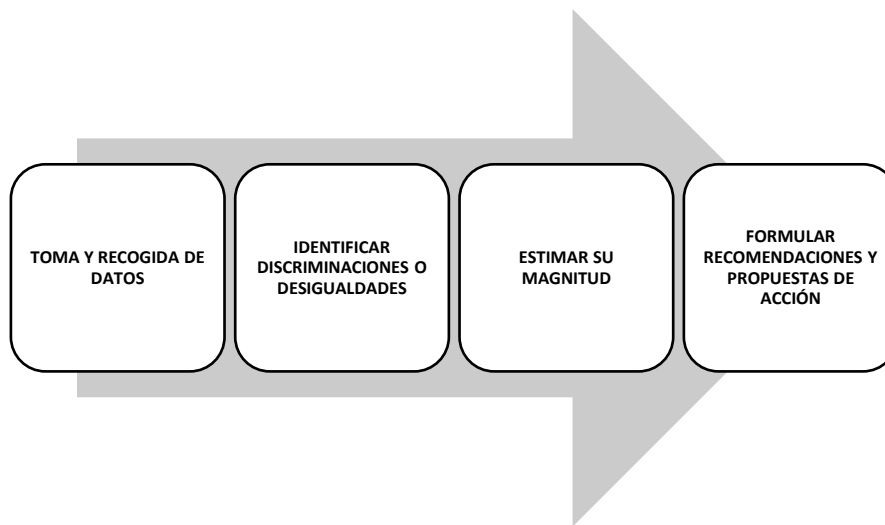 TOMA Y RECOGIDA DE
DATOS
IDENTIFICAR
DISCRIMINACIONES O
DESIGUALDADES
ESTIMAR SU
MAGNITUD
FORMULAR
RECOMENDACIONES Y
PROPUESTAS DE
ACCIÓN